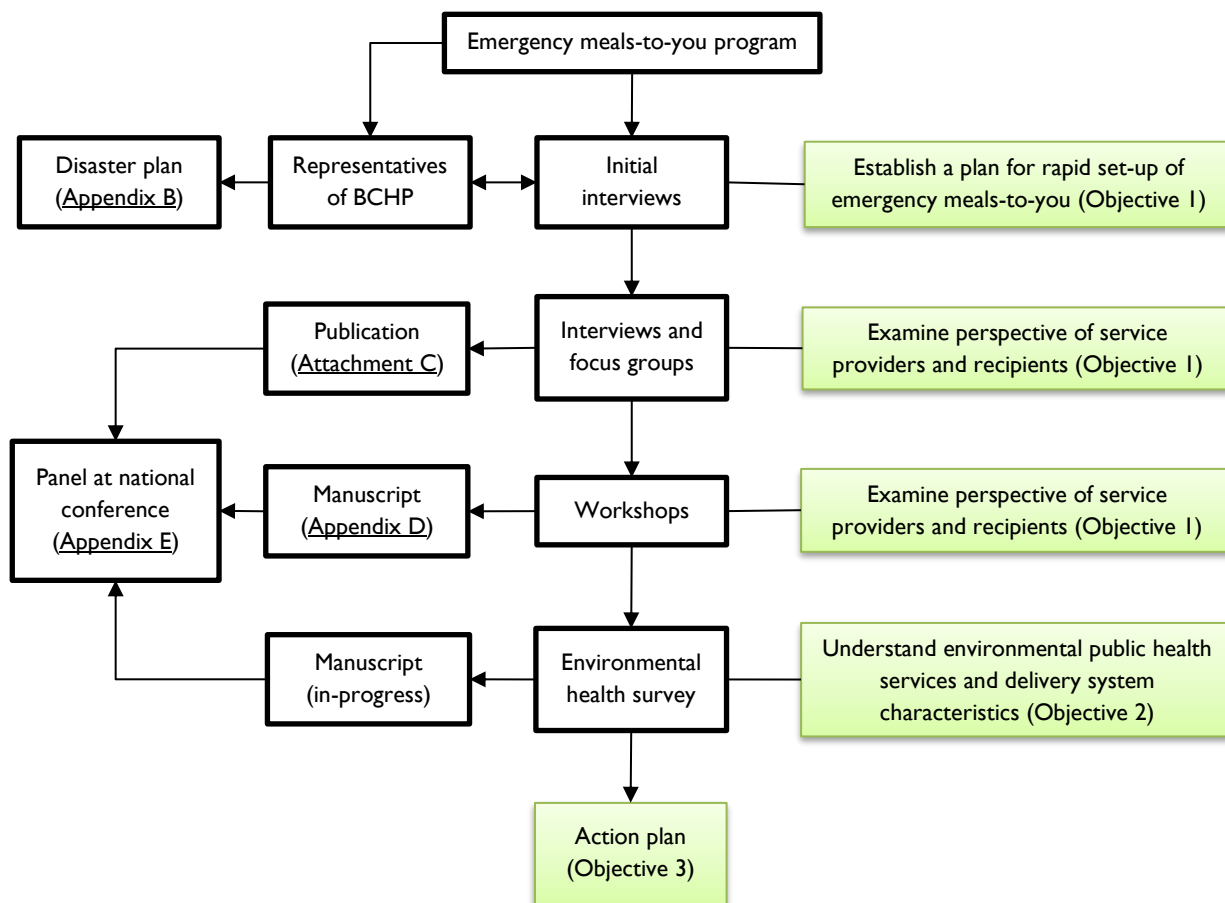 Emergency meals-to-you program
Disaster plan
(Appendix B)
Representatives
of BCHP
Initial
interviews
Establish a plan for rapid set-up of
emergency meals-to-you (Objective 1)
Publication
(Attachment C)
Interviews and
focus groups
Examine perspective of service
providers and recipients (Objective 1)
Panel at national
conference
(Appendix E)
Manuscript
(Appendix D)
Workshops
Examine perspective of service
providers and recipients (Objective 1)
Manuscript
(in-progress)
Environmental
health survey
Understand environmental public health
services and delivery system
characteristics (Objective 2)
Action plan
(Objective 3)